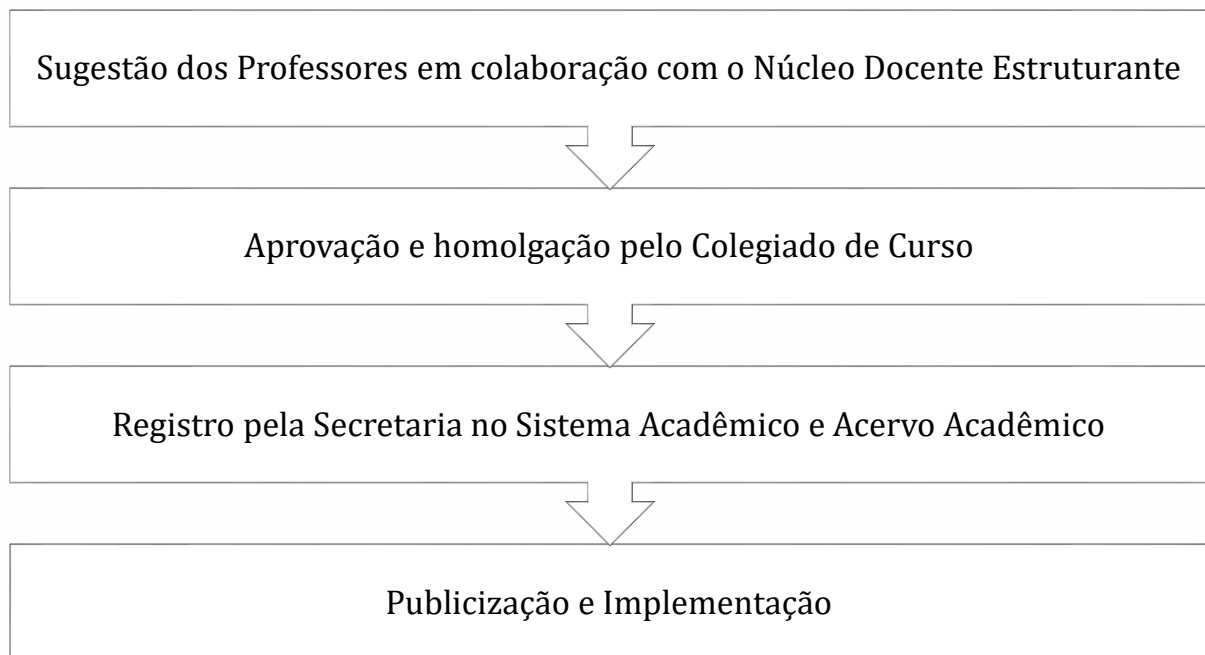 Sugestão dos Professores em colaboração com o Núcleo Docente Estruturante
Aprovação e homolgação pelo Colegiado de Curso
Registro pela Secretaria no Sistema Acadêmico e Acervo Acadêmico
Publicização e Implementação